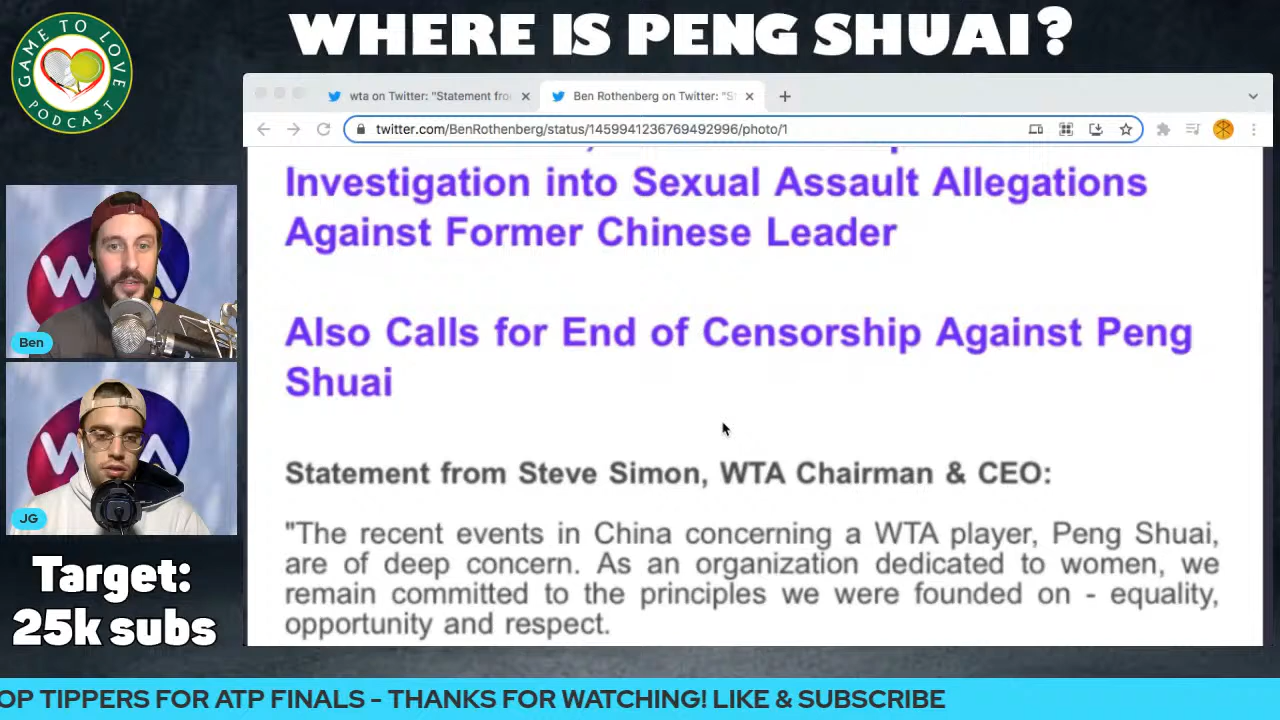 WHERE IS PENG SHUAI?
GAME TO LOVE
PODCAST
wta on Twitter: "Statement fro
Ben Rothenberg on Twitter: "S
twitter.com/BenRothenberg/status/1459941236769492996/photo/1
Investigation into Sexual Assault Allegations
Against Former Chinese Leader
Also Calls for End of Censorship Against Peng
Shuai
Statement from Steve Simon, WTA Chairman & CEO:
"The recent events in China concerning a WTA player, Peng Shuai,
are of deep concern. As an organization dedicated to women, we
remain committed to the principles we were founded on - equality,
opportunity and respect.
Ben
JG
Target:
25k subs
OP TIPPERS FOR ATP FINALS - THANKS FOR WATCHING! LIKE & SUBSCRIBE